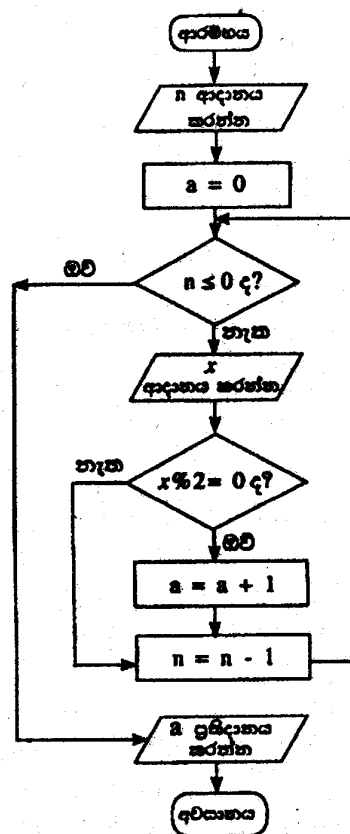 ආරම්භය
n ආදානය
කරන්න
a = 0
n ≤ 0 ද?
ඔව්
නැත
x
ආදානය කරන්න
x%2 = 0 ද?
නැත
ඔව්
a = a + 1
n = n - 1
a ප්‍රතිදානය
කරන්න
අවසානය